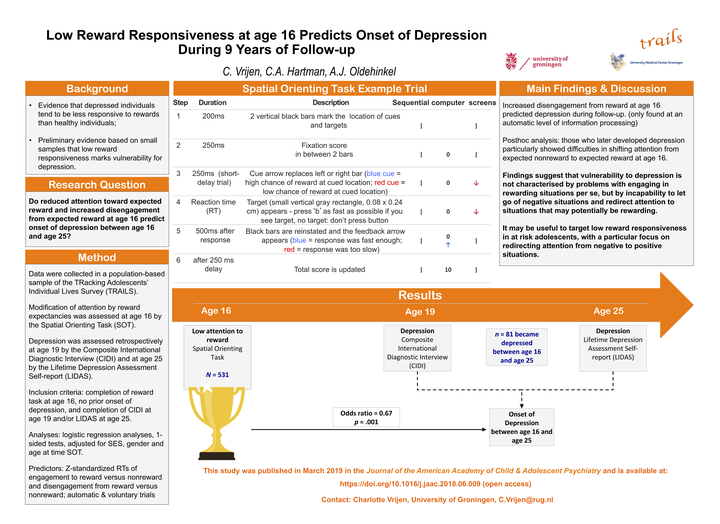 Low Reward Responsiveness at age 16 Predicts Onset of Depression
During 9 Years of Follow-up
C. Vrijen, C.A. Hartman, A.J. Oldehinkel
university of
groningen
trails
University Medical Center Groningen
Background
• Evidence that depressed individuals
tend to be less responsive to rewards
than healthy individuals;
• Preliminary evidence based on small
samples that low reward
responsiveness marks vulnerability for
depression.
Research Question
Do reduced attention toward expected
reward and increased disengagement
from expected reward at age 16 predict
onset of depression between age 16
and age 25?
Method
Data were collected in a population-based
sample of the TRacking Adolescents'
Individual Lives Survey (TRAILS).
Modification of attention by reward
expectancies was assessed at age 16 by
the Spatial Orienting Task (SOT).
Depression was assessed retrospectively
at age 19 by the Composite International
Diagnostic Interview (CIDI) and at age 25
by the Lifetime Depression Assessment
Self-report (LIDAS).
Inclusion criteria: completion of reward
task at age 16, no prior onset of
depression, and completion of CIDI at
age 19 and/or LIDAS at age 25.
Analyses: logistic regression analyses, 1-
sided tests, adjusted for SES, gender and
age at time SOT.
Predictors: Z-standardized RTs of
engagement to reward versus nonreward
and disengagement from reward versus
nonreward; automatic & voluntary trials
Spatial Orienting Task Example Trial
Step Duration Description Sequential computer screens
1 200ms 2 vertical black bars mark the location of cues
and targets
| |
2 250ms Fixation score
in between 2 bars
| 0 |
3 250ms (short-
delay trial)
Cue arrow replaces left or right bar (blue cue =
high chance of reward at cued location; red cue =
low chance of reward at cued location)
| 0 ↓
4 Reaction time
(RT)
Target (small vertical gray rectangle, 0.08 x 0.24
cm) appears - press 'b' as fast as possible if you
see target, no target: don't press button
| 0 ↓
5 500ms after
response
Black bars are reinstated and the feedback arrow
appears (blue = response was fast enough;
red = response was too slow)
| 0 |
↑
6 after 250 ms
delay
Total score is updated
| 10 |
Main Findings & Discussion
Increased disengagement from reward at age 16
predicted depression during follow-up. (only found at an
automatic level of information processing)
Posthoc analysis: those who later developed depression
particularly showed difficulties in shifting attention from
expected nonreward to expected reward at age 16.
Findings suggest that vulnerability to depression is
not characterised by problems with engaging in
rewarding situations per se, but by incapability to let
go of negative situations and redirect attention to
situations that may potentially be rewarding.
It may be useful to target low reward responsiveness
in at risk adolescents, with a particular focus on
redirecting attention from negative to positive
situations.
Results
Age 16 Age 19 Age 25
Low attention to
reward
Spatial Orienting
Task
N = 531
Depression
Composite
International
Diagnostic Interview
(CIDI)
n = 81 became
depressed
between age 16
and age 25
Depression
Lifetime Depression
Assessment Self-
report (LIDAS)
Odds ratio = 0.67
p = .001
Onset of
Depression
between age 16 and
age 25
This study was published in March 2019 in the Journal of the American Academy of Child & Adolescent Psychiatry and is available at:
https://doi.org/10.1016/j.jaac.2018.06.009 (open access)
Contact: Charlotte Vrijen, University of Groningen, C.Vrijen@rug.nl